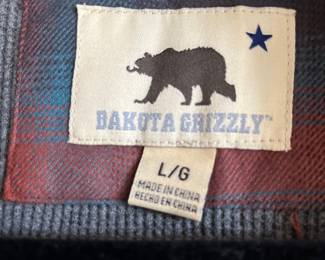 DAKOTA GRIZZLY™
L/G
MADE IN CHINA
HECHO EN CHINA